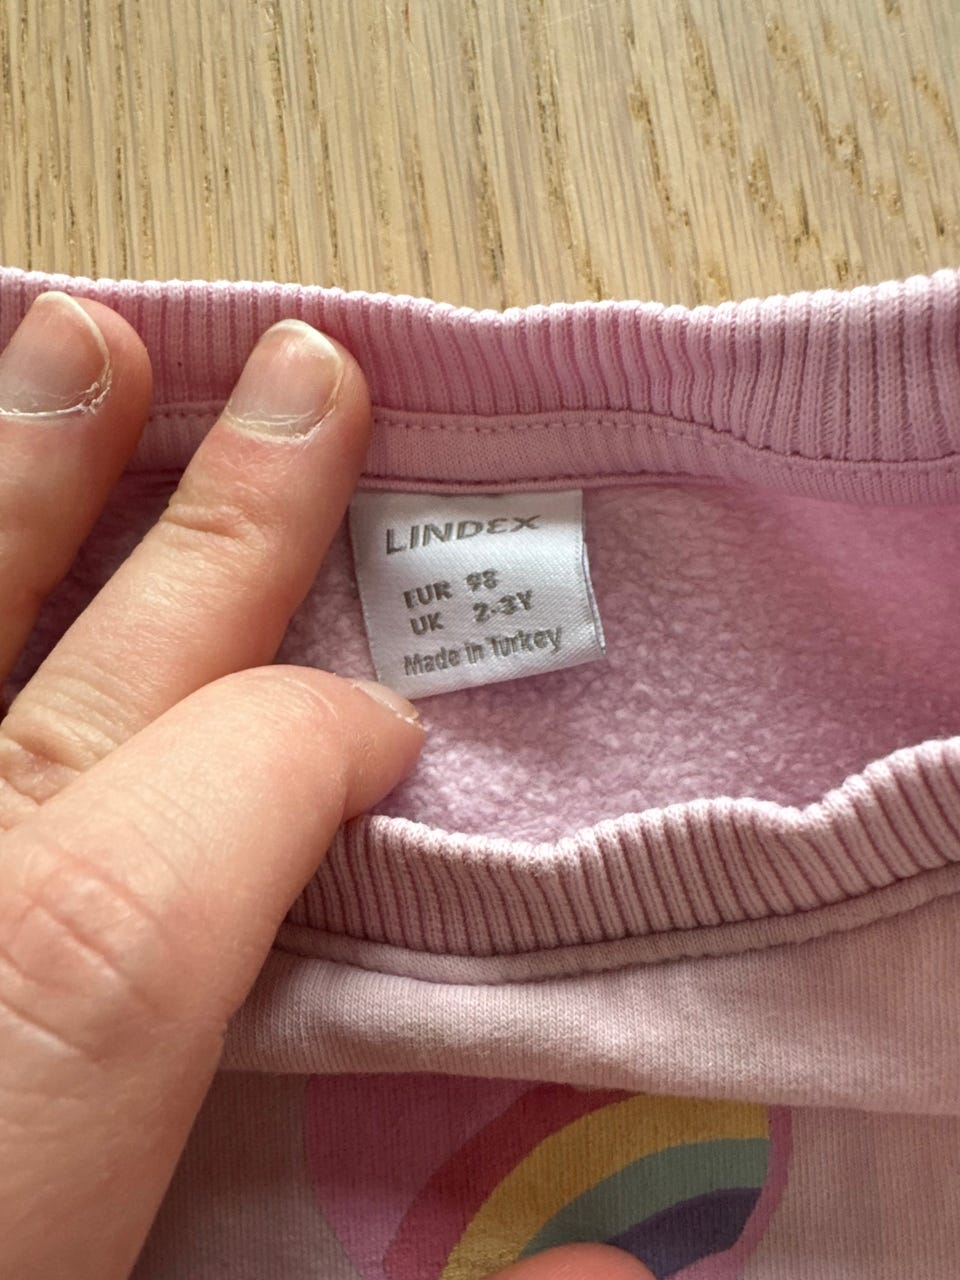 LINDEX
EUR 98
UK 2-3Y
Made in Turkey